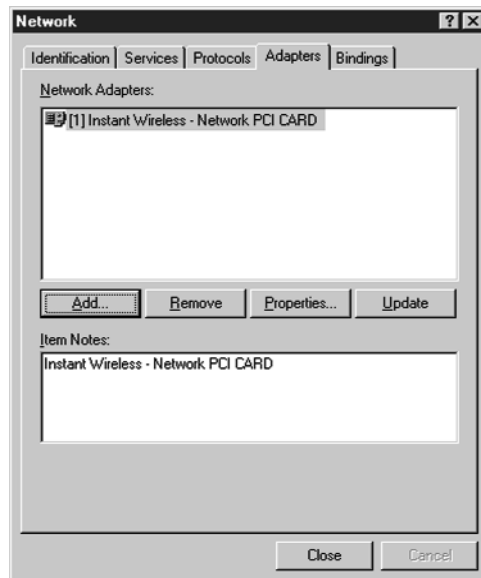 Network
Identification Services Protocols Adapters Bindings
Network Adapters:
[1] Instant Wireless - Network PCI CARD
Add... Remove Properties... Update
Item Notes:
Instant Wireless - Network PCI CARD
Close Cancel